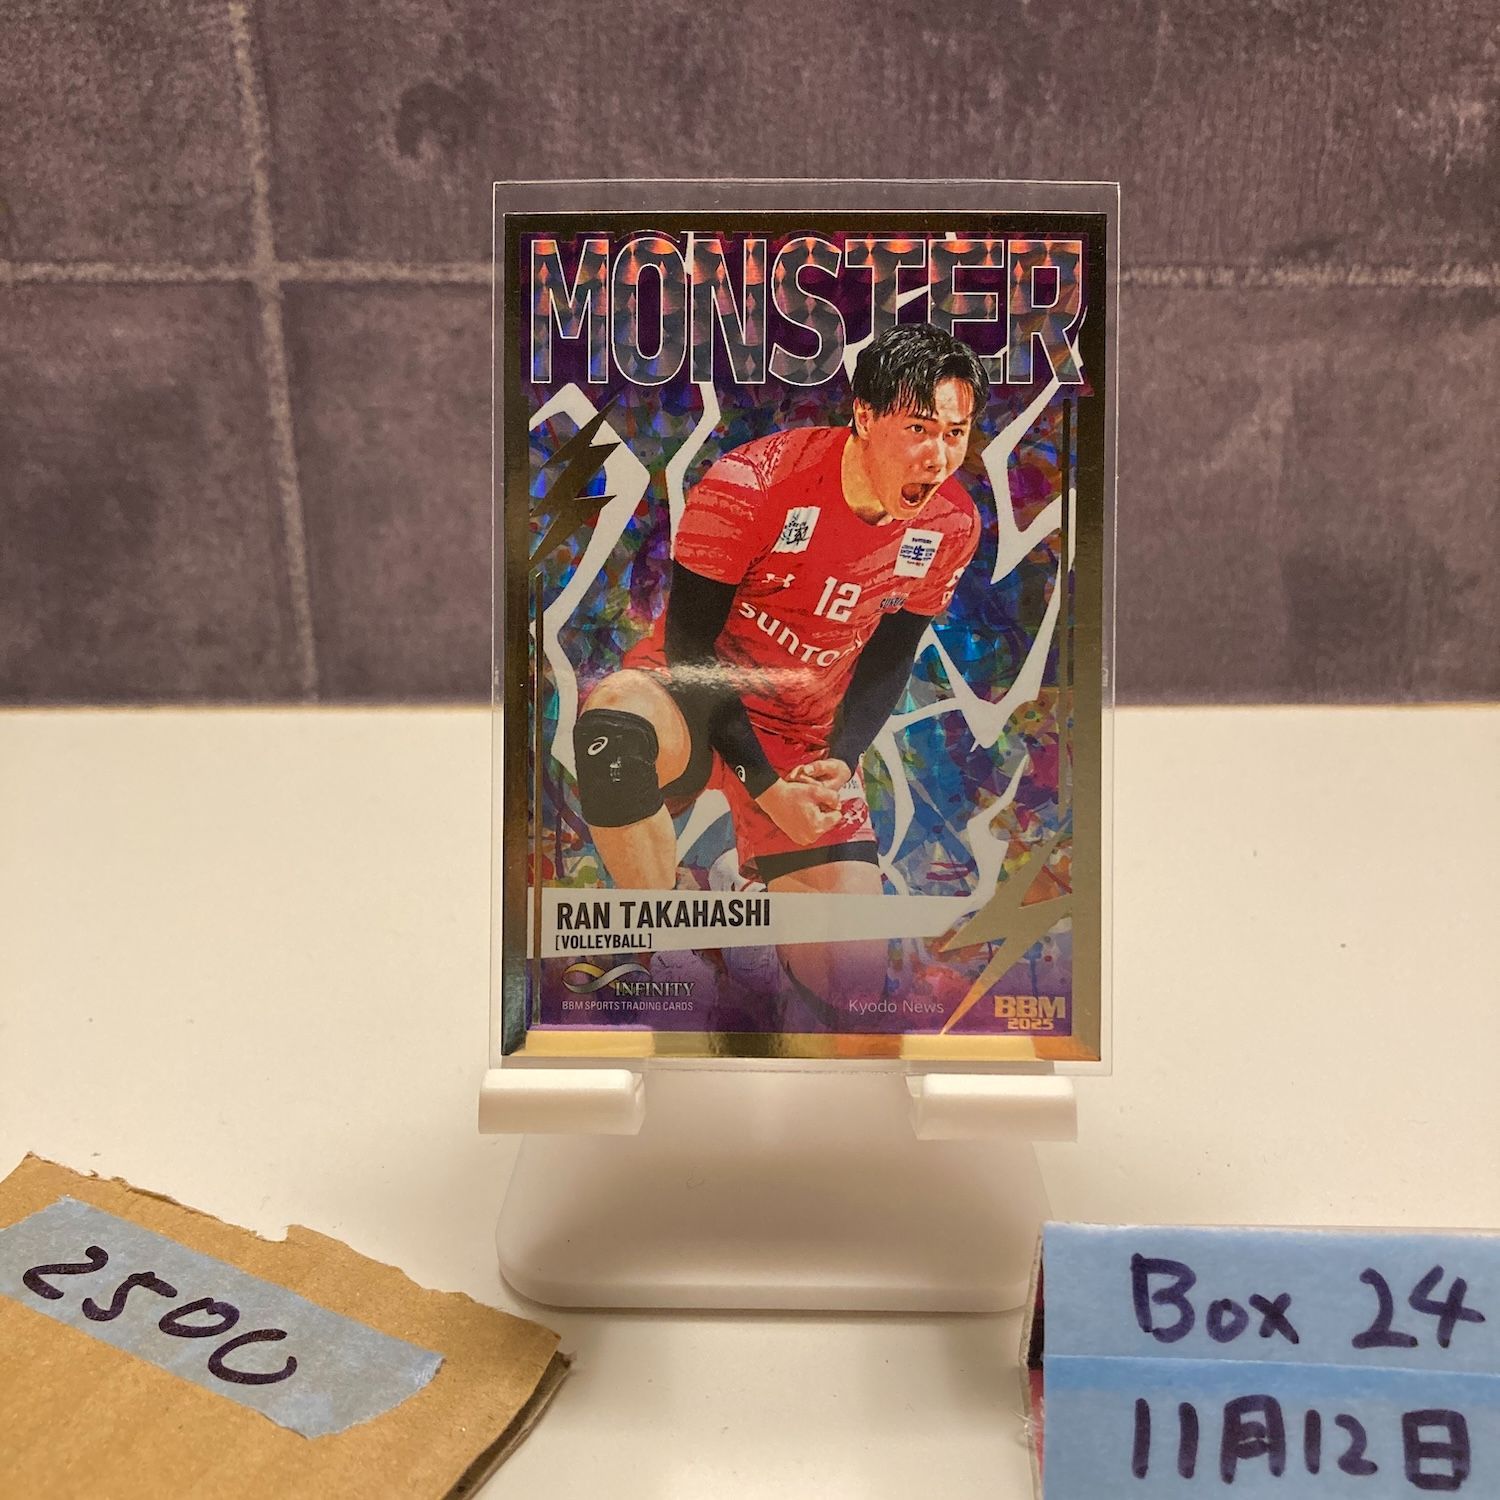 MONSTER
12
SUNTO
RAN TAKAHASHI
[VOLLEYBALL]
INFINITY
BBM SPORTS TRADING CARDS
Kyodo News
BBM
2025
2500
Box 24
11月12日